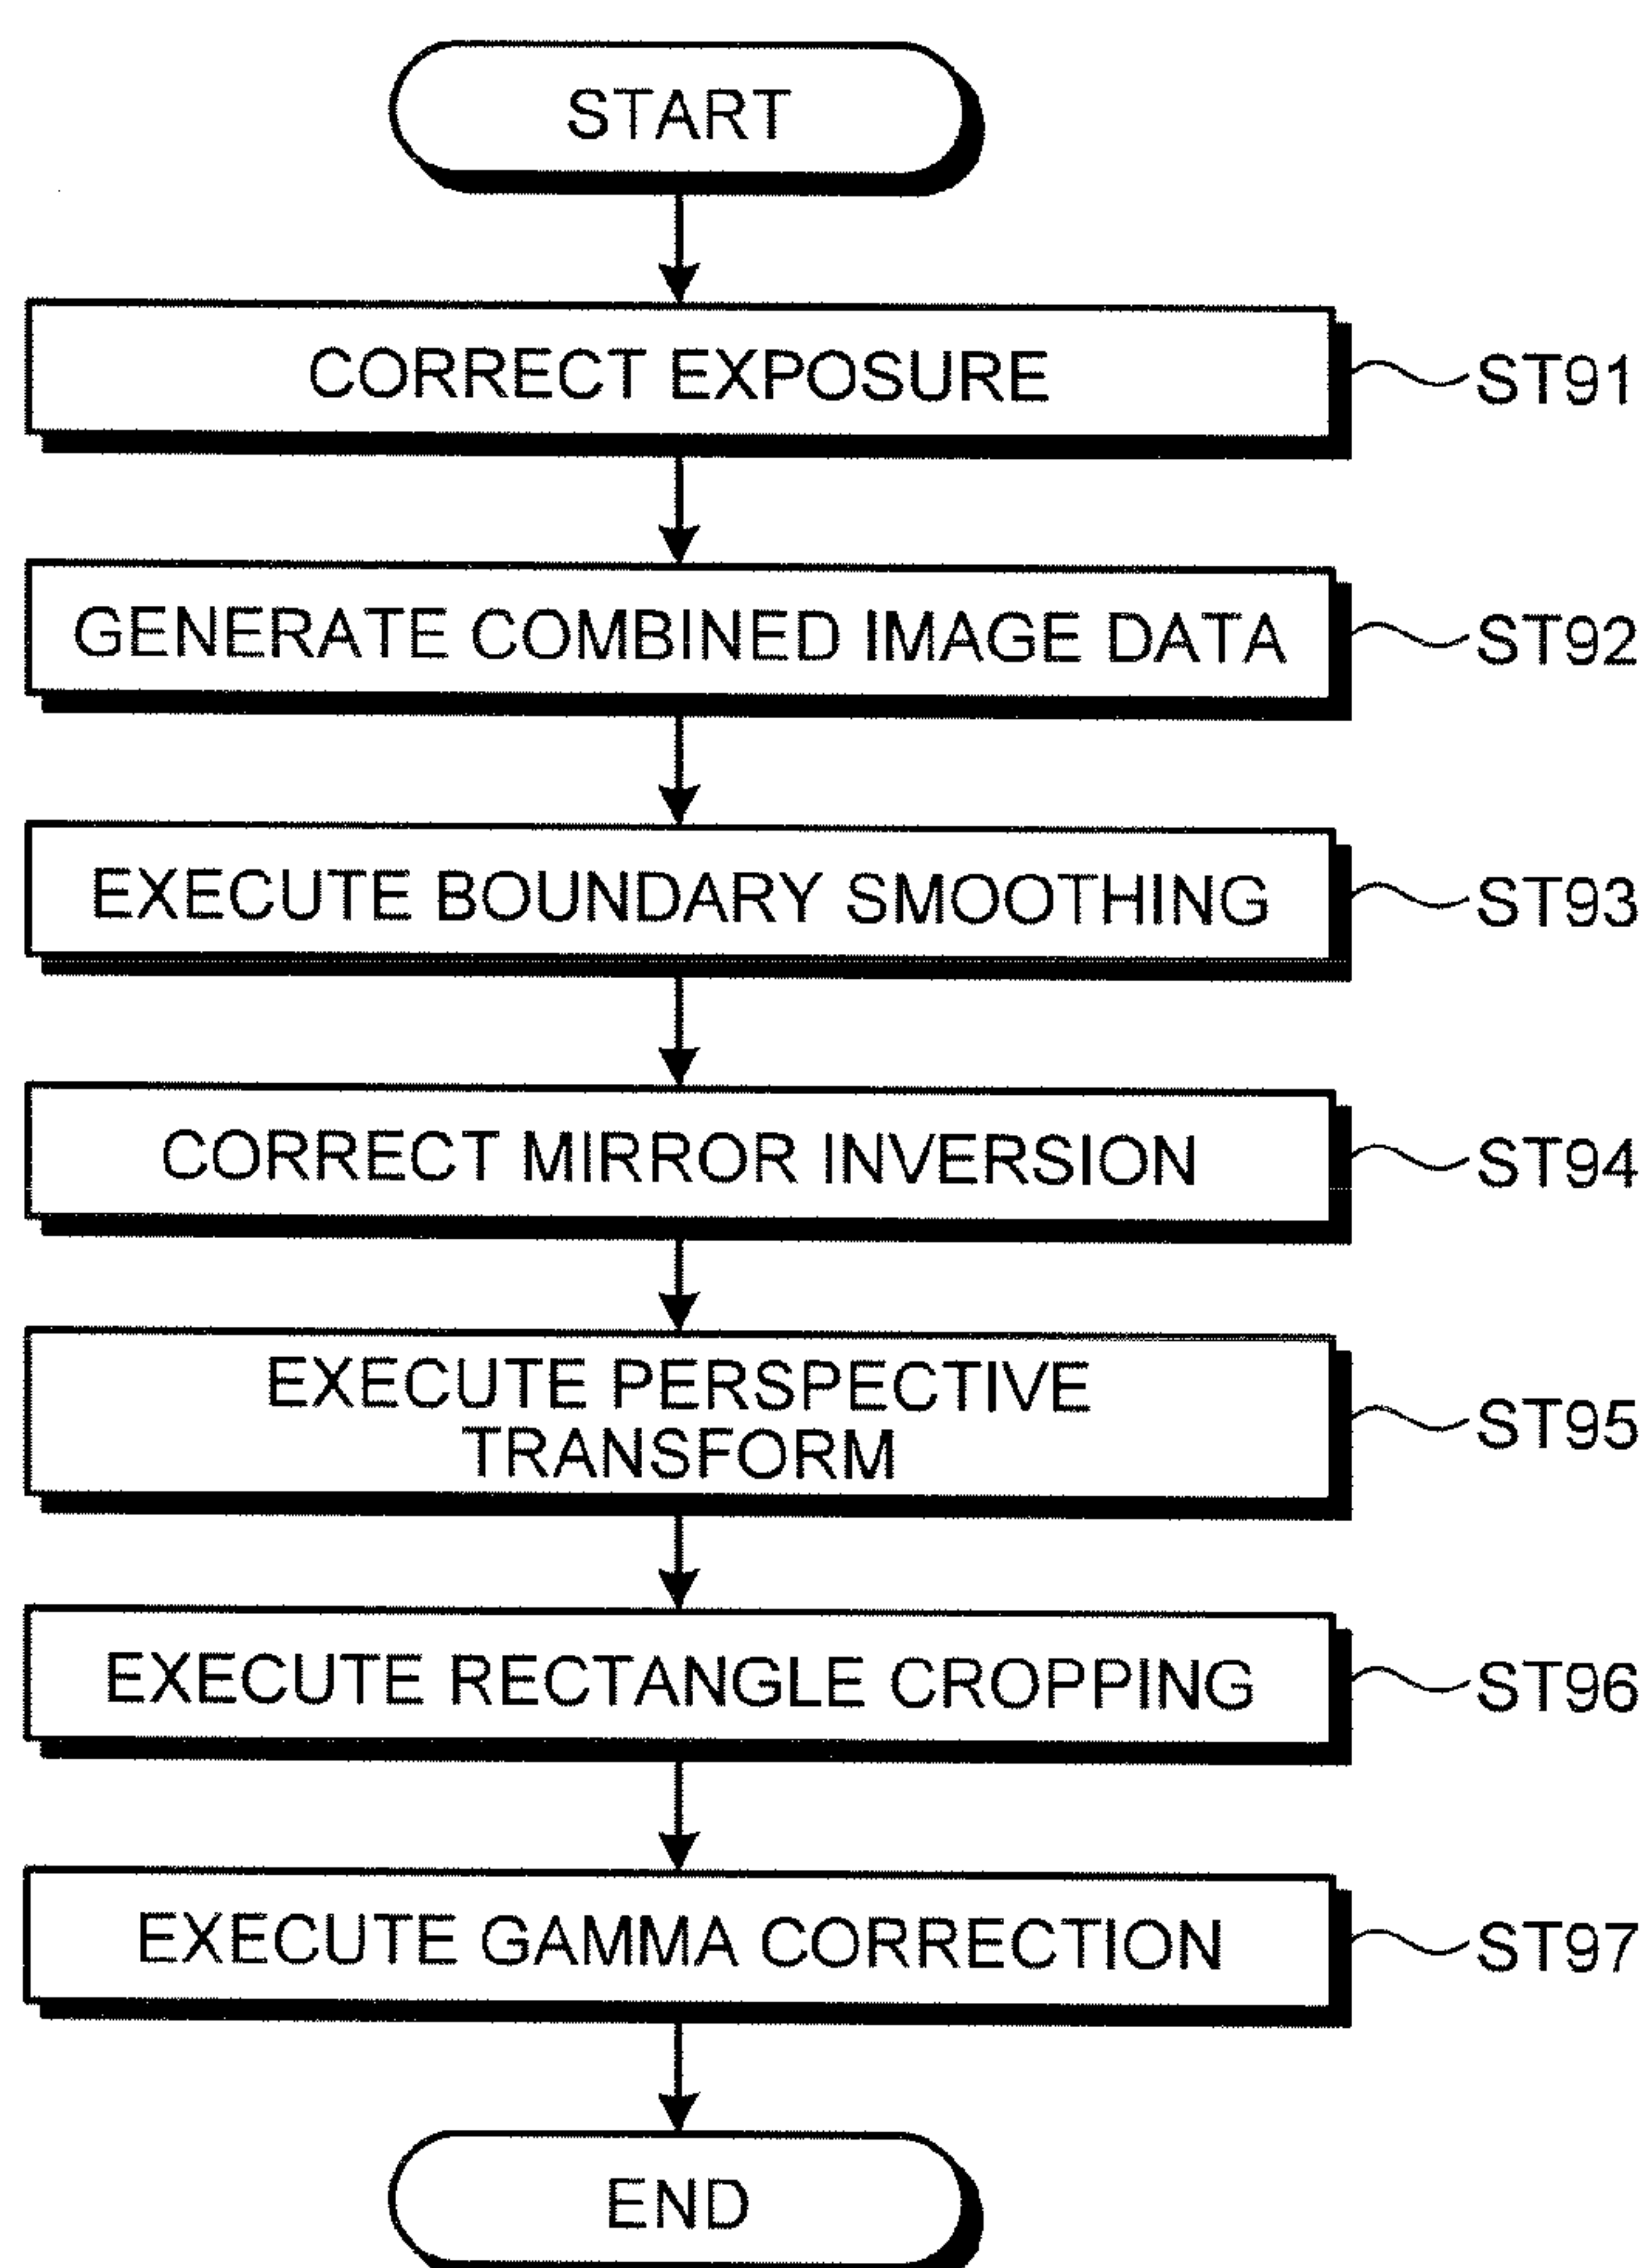 START
CORRECT EXPOSURE
ST91
GENERATE COMBINED IMAGE DATA
ST92
EXECUTE BOUNDARY SMOOTHING
ST93
CORRECT MIRROR INVERSION
ST94
EXECUTE PERSPECTIVE
TRANSFORM
ST95
EXECUTE RECTANGLE CROPPING
ST96
EXECUTE GAMMA CORRECTION
ST97
END